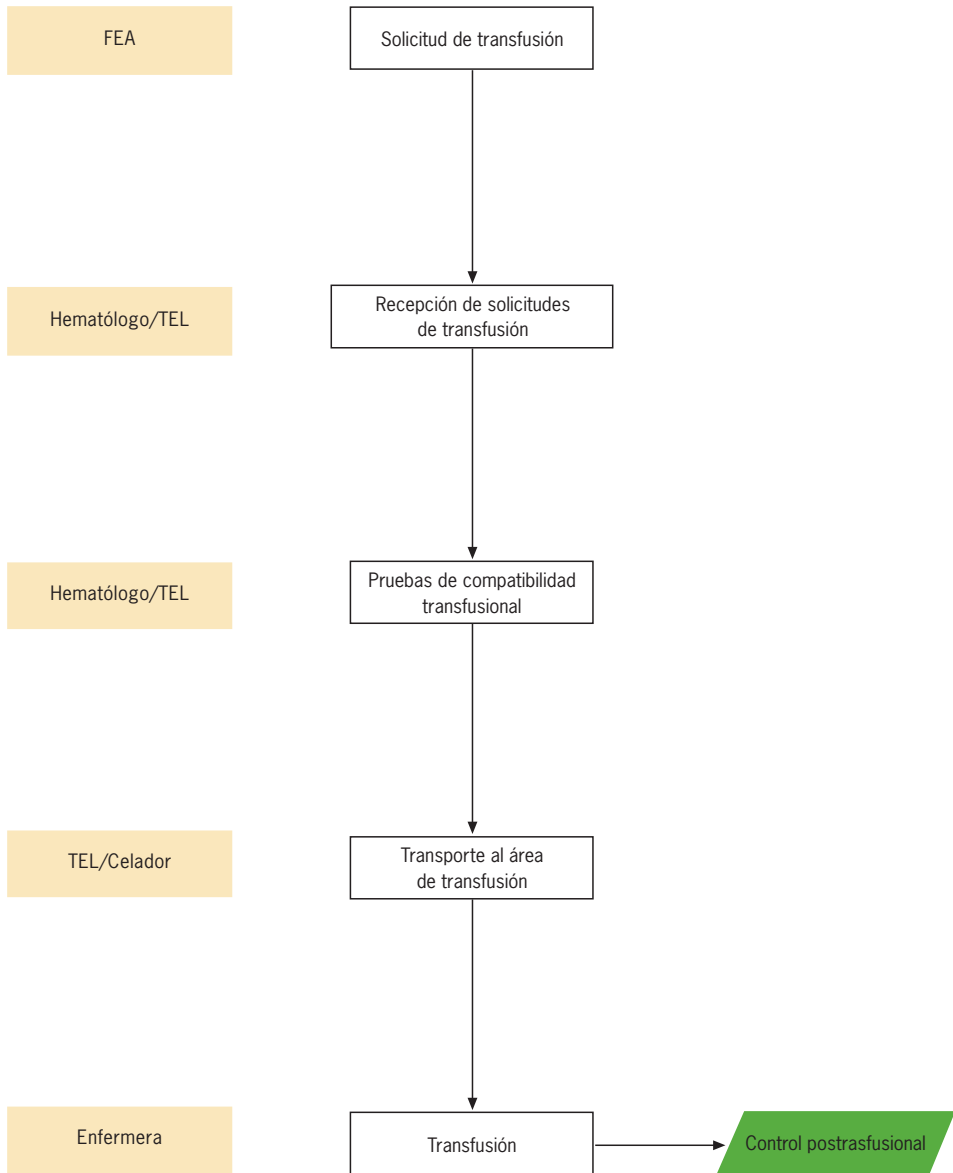 FEA
Solicitud de transfusión
Hematólogo/TEL
Recepción de solicitudes
de transfusión
Hematólogo/TEL
Pruebas de compatibilidad
transfusional
TEL/Celador
Transporte al área
de transfusión
Enfermera
Transfusión
Control postrasfusional